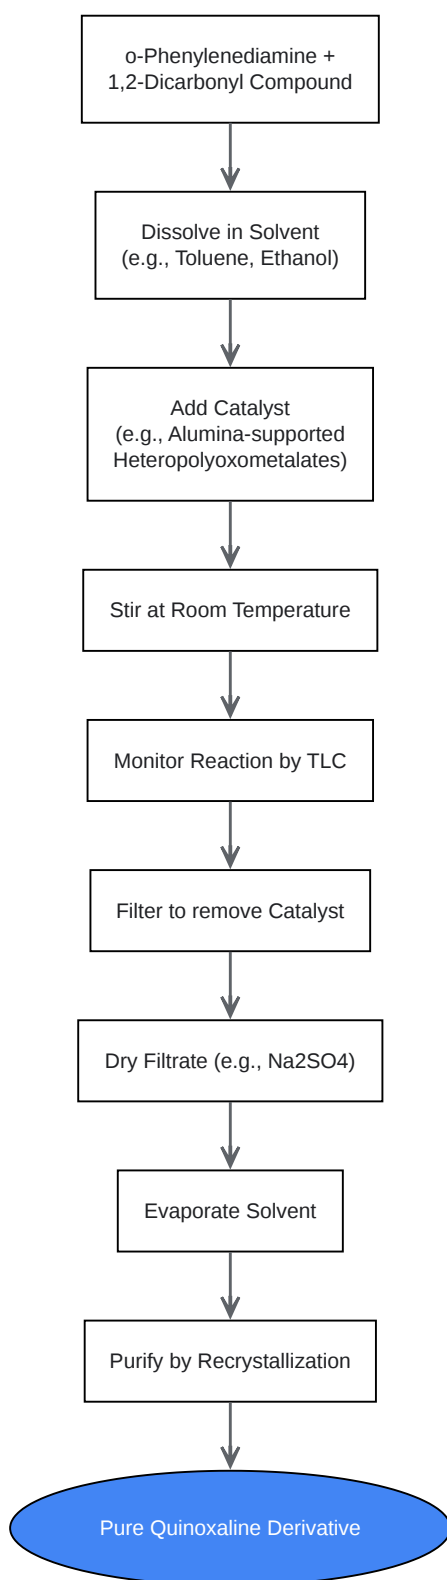 o-Phenylenediamine +
1,2-Dicarbonyl Compound
Dissolve in Solvent
(e.g., Toluene, Ethanol)
Add Catalyst
(e.g., Alumina-supported
Heteropolyoxometalates)
Stir at Room Temperature
Monitor Reaction by TLC
Filter to remove Catalyst
Dry Filtrate (e.g., Na2SO4)
Evaporate Solvent
Purify by Recrystallization
Pure Quinoxaline Derivative